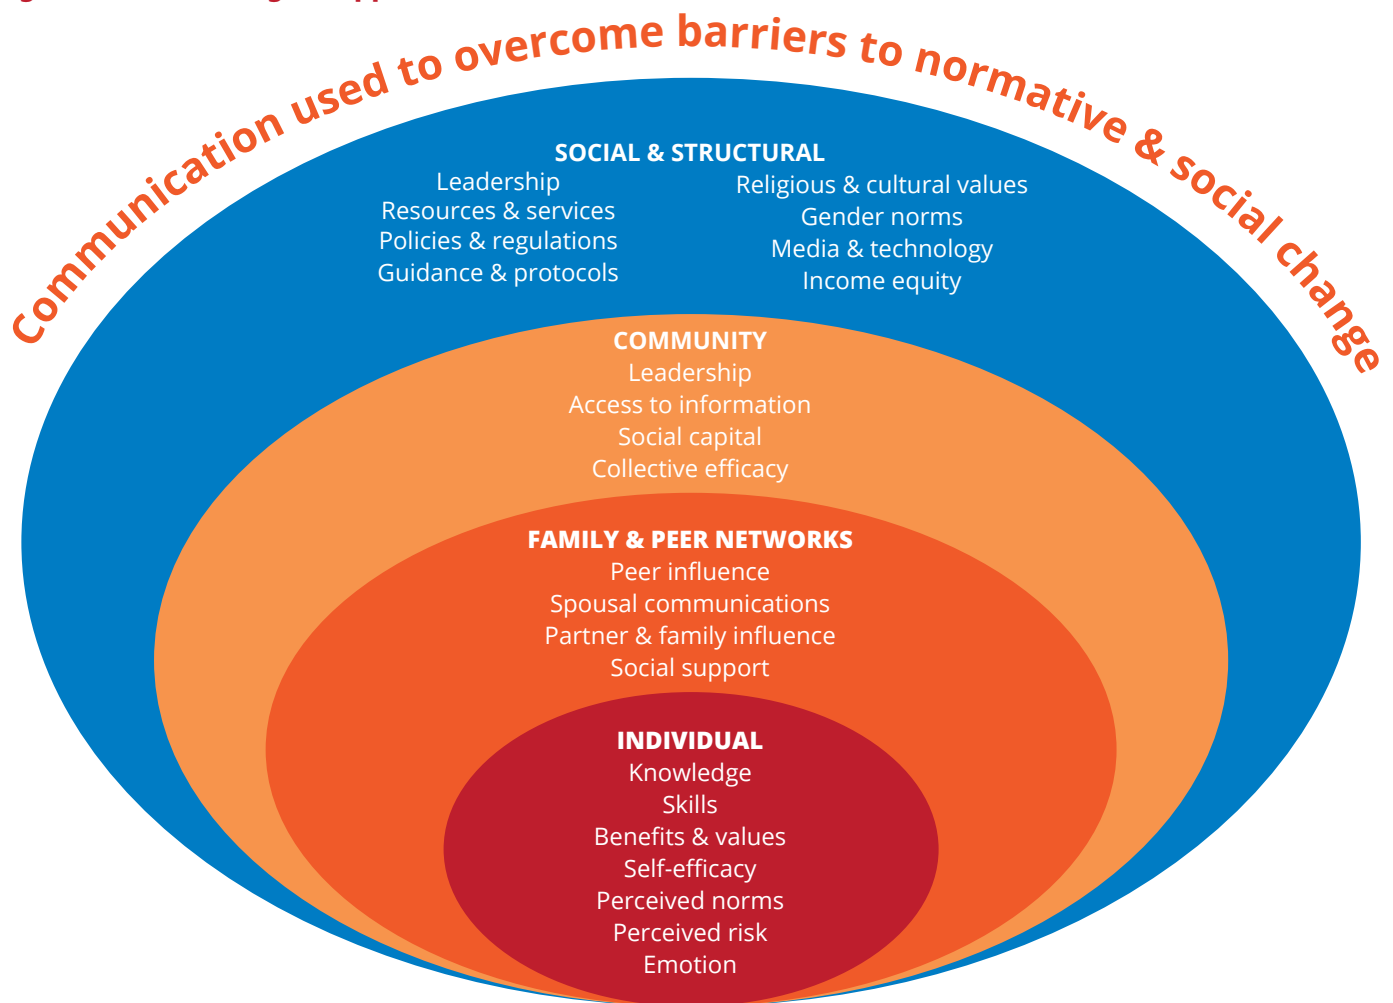 Communication used to overcome barriers to normative & social change
SOCIAL & STRUCTURAL
Leadership
Resources & services
Policies & regulations
Guidance & protocols
Religious & cultural values
Gender norms
Media & technology
Income equity
COMMUNITY
Leadership
Access to information
Social capital
Collective efficacy
FAMILY & PEER NETWORKS
Peer influence
Spousal communications
Partner & family influence
Social support
INDIVIDUAL
Knowledge
Skills
Benefits & values
Self-efficacy
Perceived norms
Perceived risk
Emotion